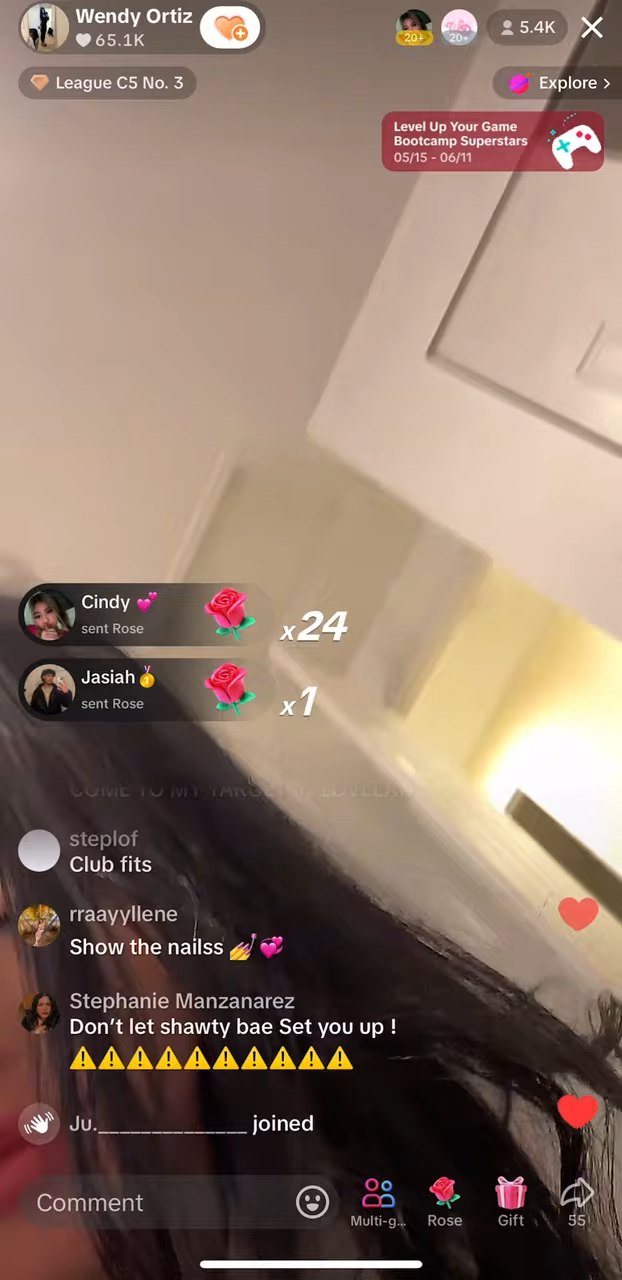 Wendy Ortiz
65.1K
20+
20+
5.4K
League C5 No. 3
Explore >
Level Up Your Game
Bootcamp Superstars
05/15 - 06/11
Cindy 💕
sent Rose
x24
Jasiah🏅
sent Rose
x1
steplof
Club fits
rraayyllene
Show the nailss 💅💞
Stephanie Manzanarez
Don’t let shawty bae Set you up !
⚠️⚠️⚠️⚠️⚠️⚠️⚠️⚠️⚠️⚠️
Ju.______________ joined
Comment
Multi-g...
Rose
Gift
55